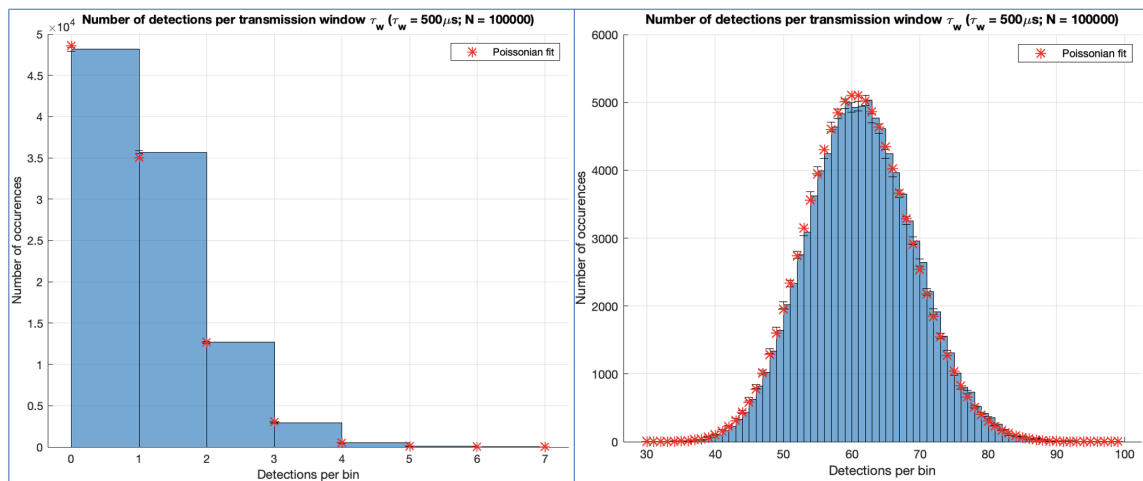 Number of detections per transmission window τw (τw = 500μs; N = 100000)
×10⁴
5
4.5
4
3.5
3
2.5
2
1.5
1
0.5
0
Number of occurences
Poissonian fit
0 1 2 3 4 5 6 7
Detections per bin
Number of detections per transmission window τw (τw = 500μs; N = 100000)
6000
5000
4000
3000
2000
1000
0
Number of occurences
Poissonian fit
30 40 50 60 70 80 90 100
Detections per bin